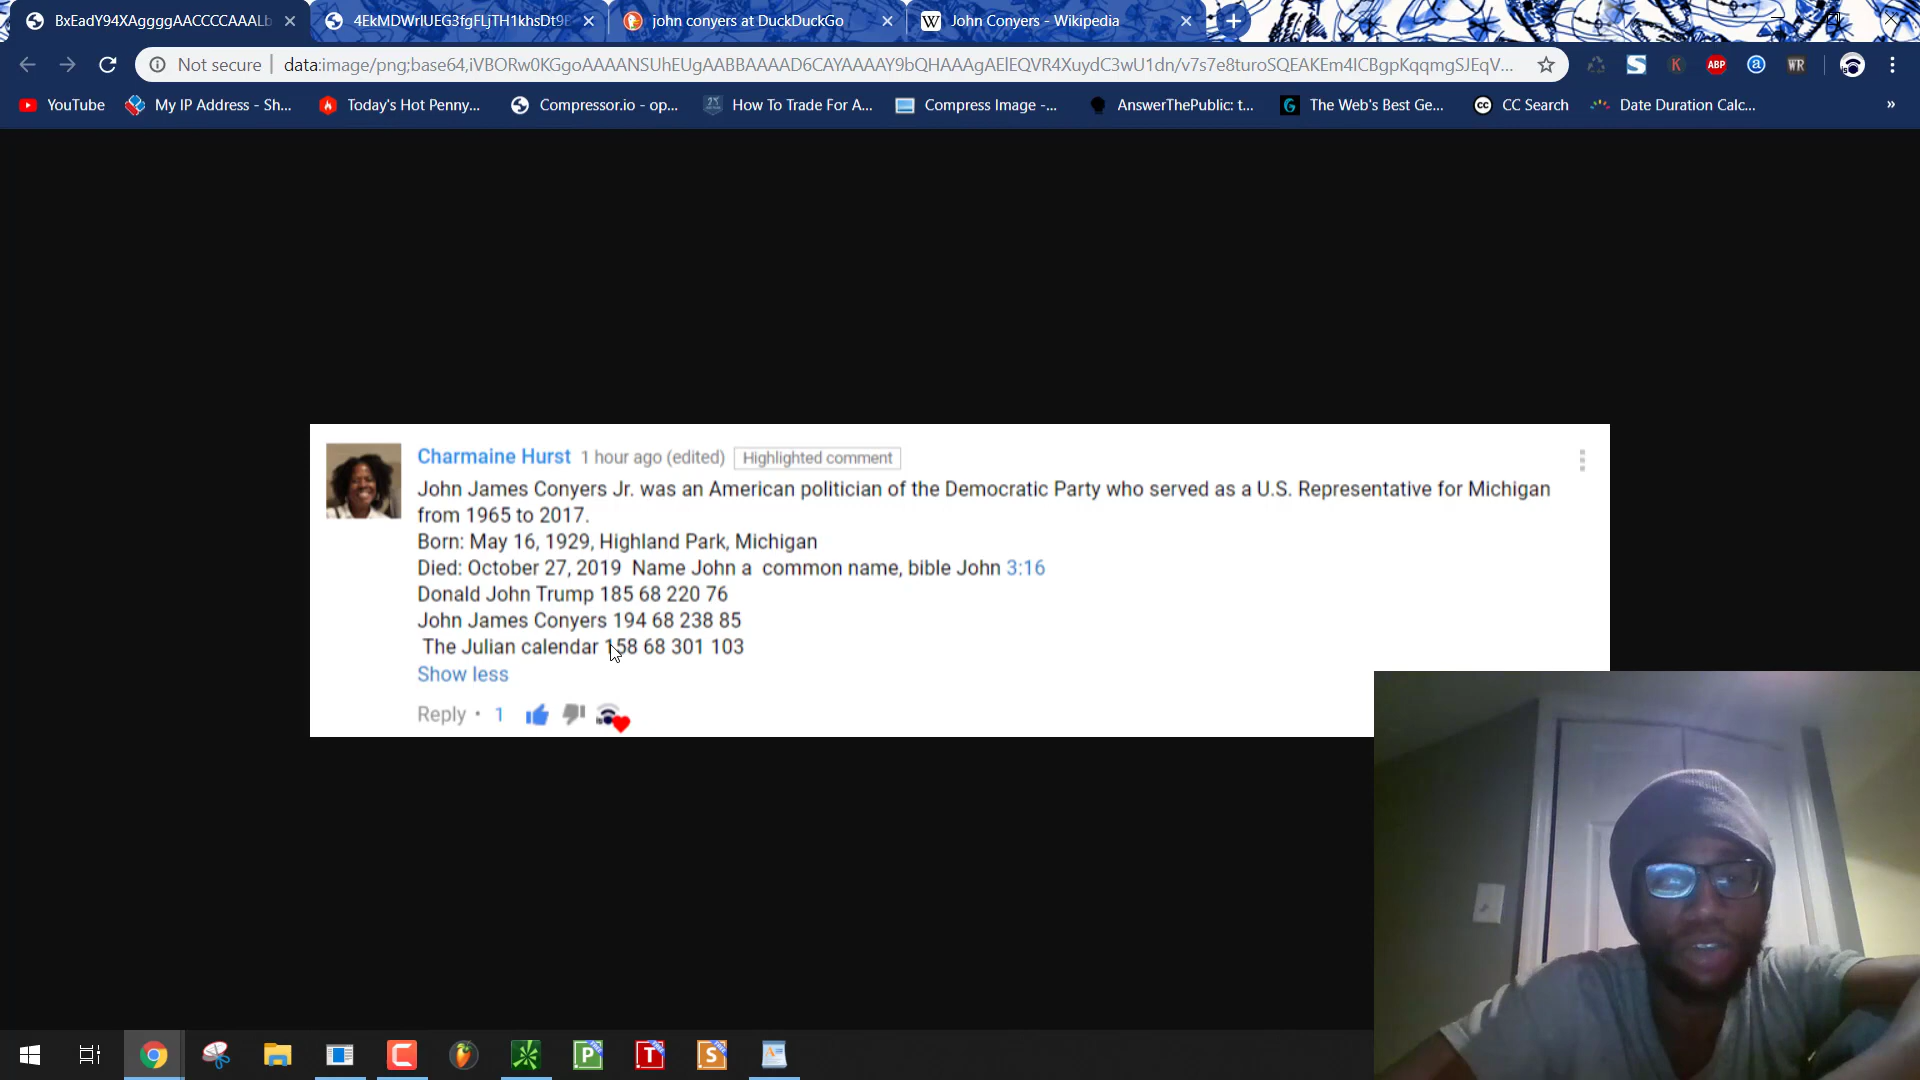 BxEadY94XAggggAACCCCAAALb
4EkMDWrlUEG3fgFLjTH1khsDt9E
john conyers at DuckDuckGo
W John Conyers - Wikipedia
Not secure
data:image/png;base64,iVBORw0KGgoAAAANSUhEUgAABBAAAAD6CAYAAAAY9bQHAAAgAElEQVR4XuydC3wU1dn/v7s7e8turoSQEAKEm4ICBgpKqqmgSJEqV...
ABP
WR
YouTube
My IP Address - Sh...
Today's Hot Penny...
Compressor.io - op...
How To Trade For A...
Compress Image -...
AnswerThePublic: t...
The Web's Best Ge...
CC Search
Date Duration Calc...
»
Charmaine Hurst 1 hour ago (edited) Highlighted comment
John James Conyers Jr. was an American politician of the Democratic Party who served as a U.S. Representative for Michigan
from 1965 to 2017.
Born: May 16, 1929, Highland Park, Michigan
Died: October 27, 2019 Name John a common name, bible John 3:16
Donald John Trump 185 68 220 76
John James Conyers 194 68 238 85
The Julian calendar 158 68 301 103
Show less
Reply • 1
P
T
S